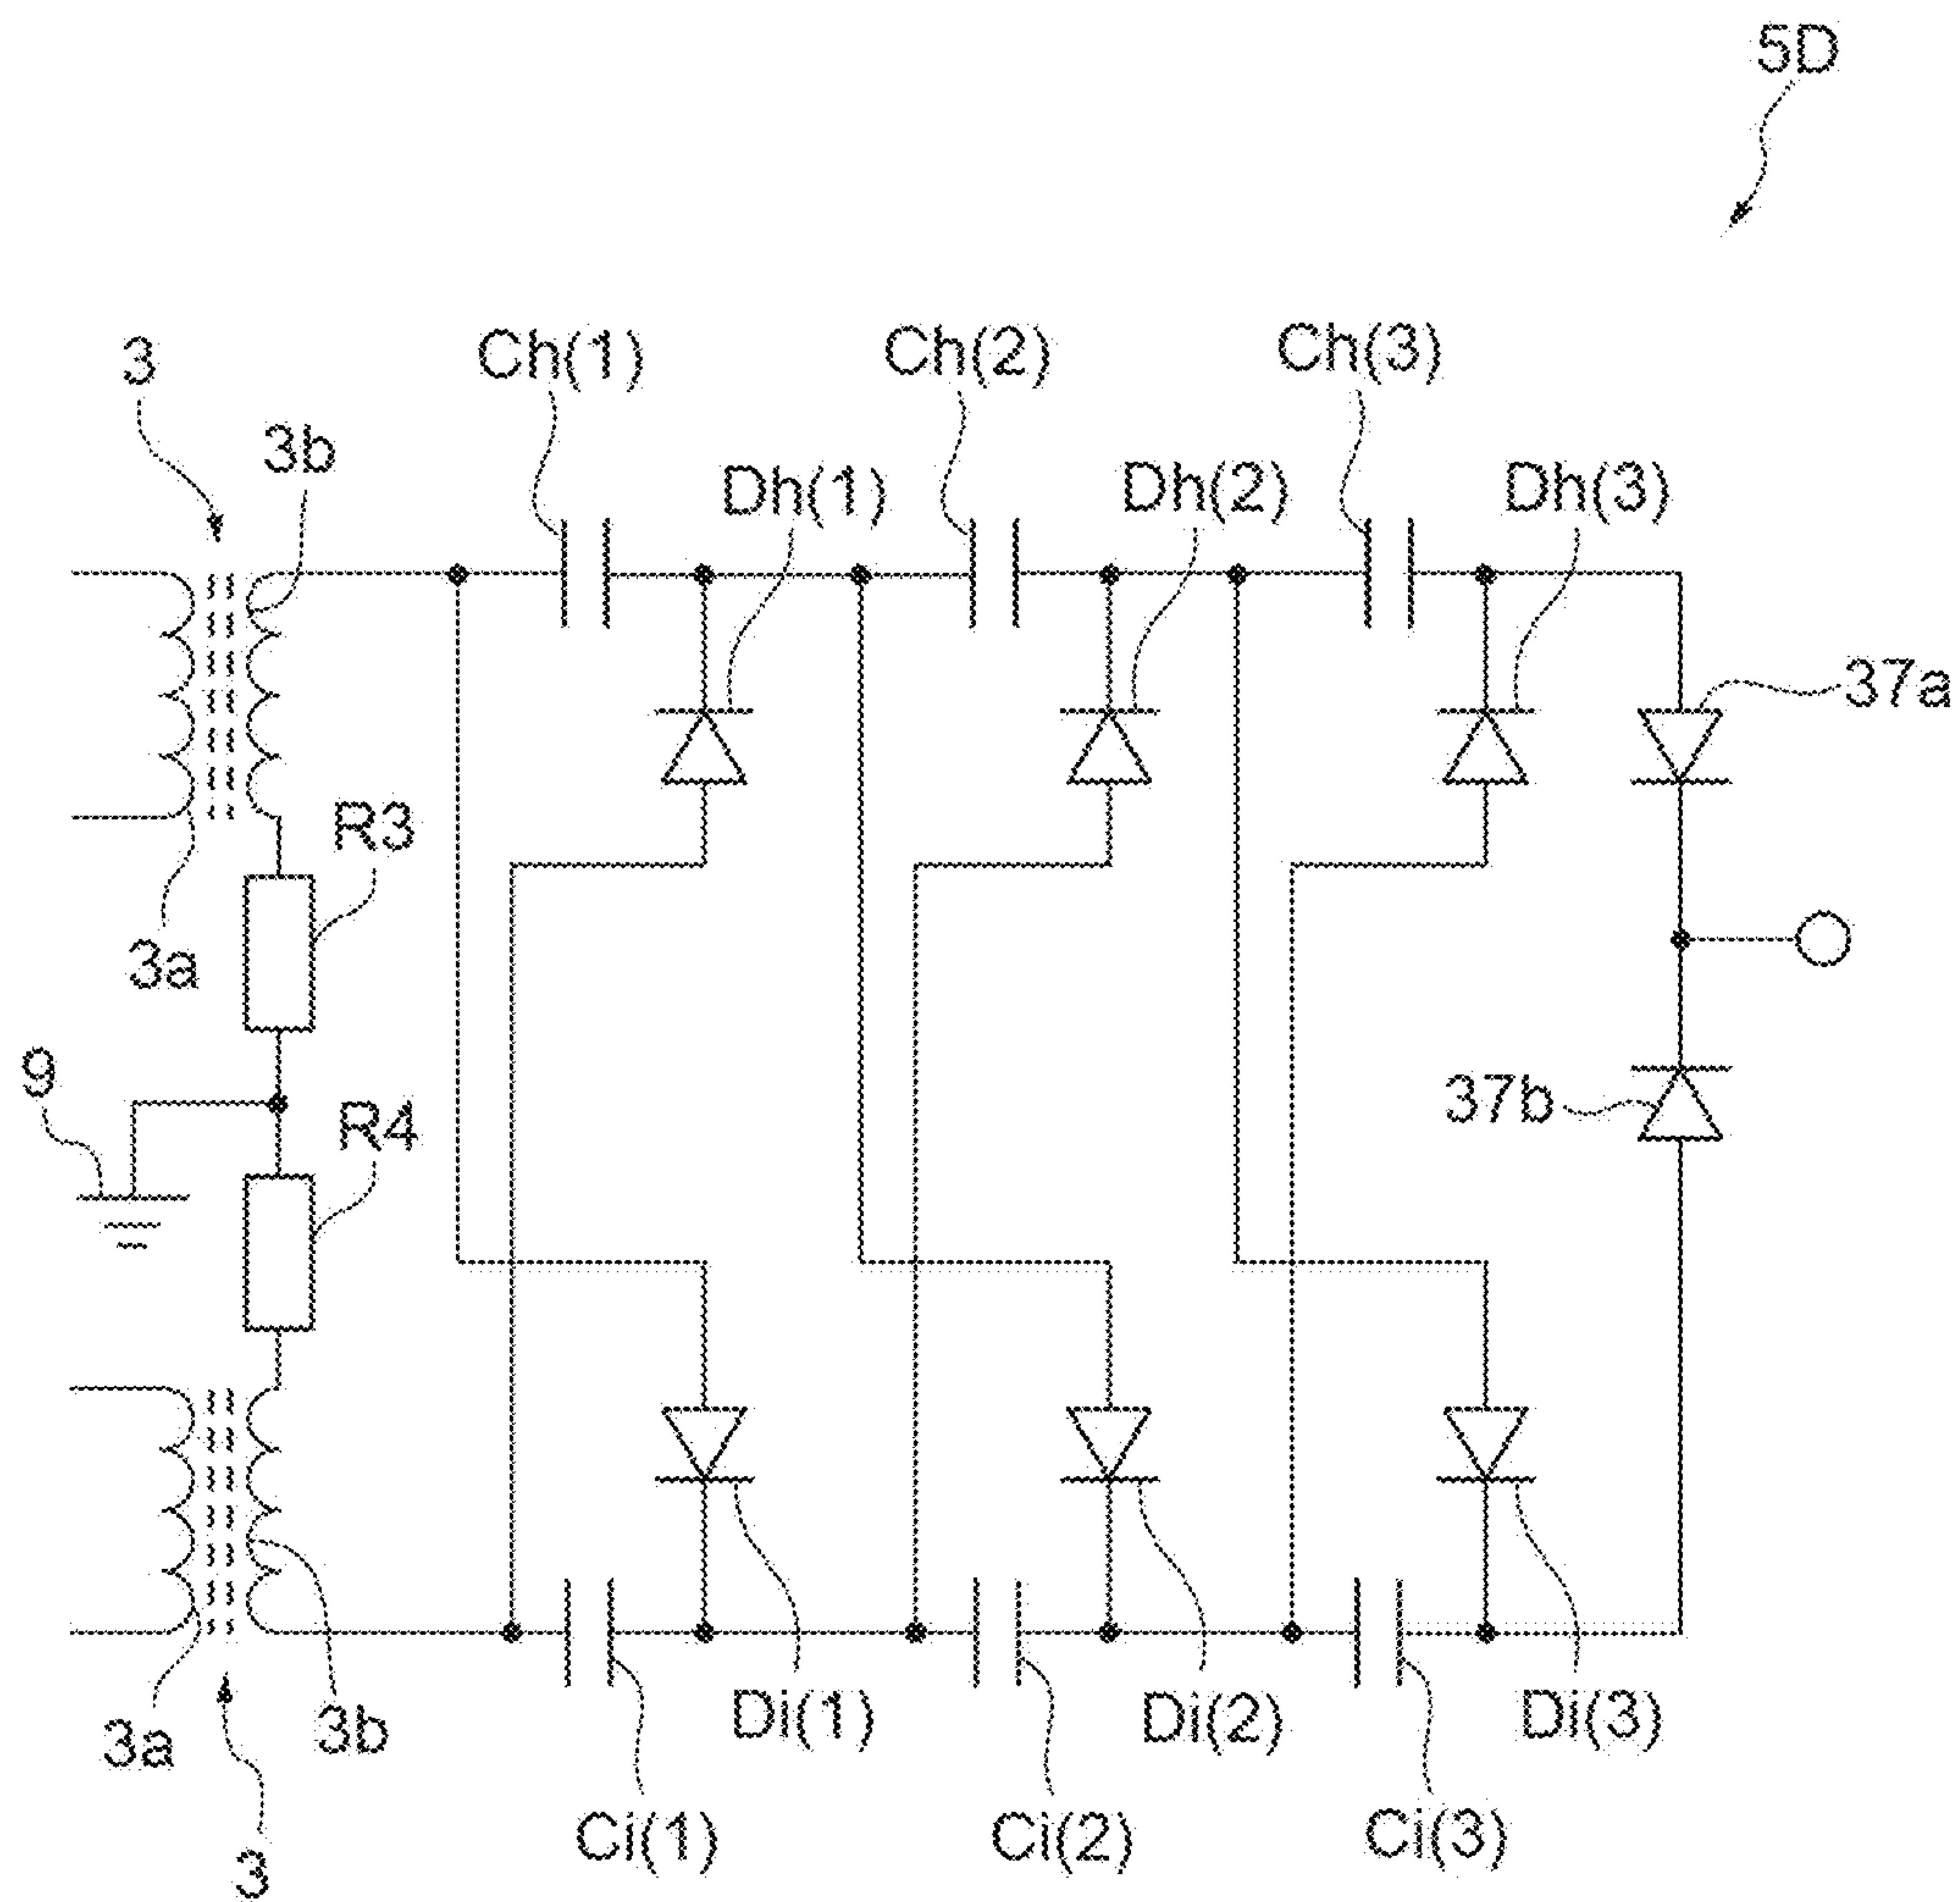 5D
3
Ch(1)
Ch(2)
Ch(3)
3b
Dh(1)
Dh(2)
Dh(3)
37a
R3
3a
9
R4
37b
3a
3b
Di(1)
Di(2)
Di(3)
3
Ci(1)
Ci(2)
Ci(3)